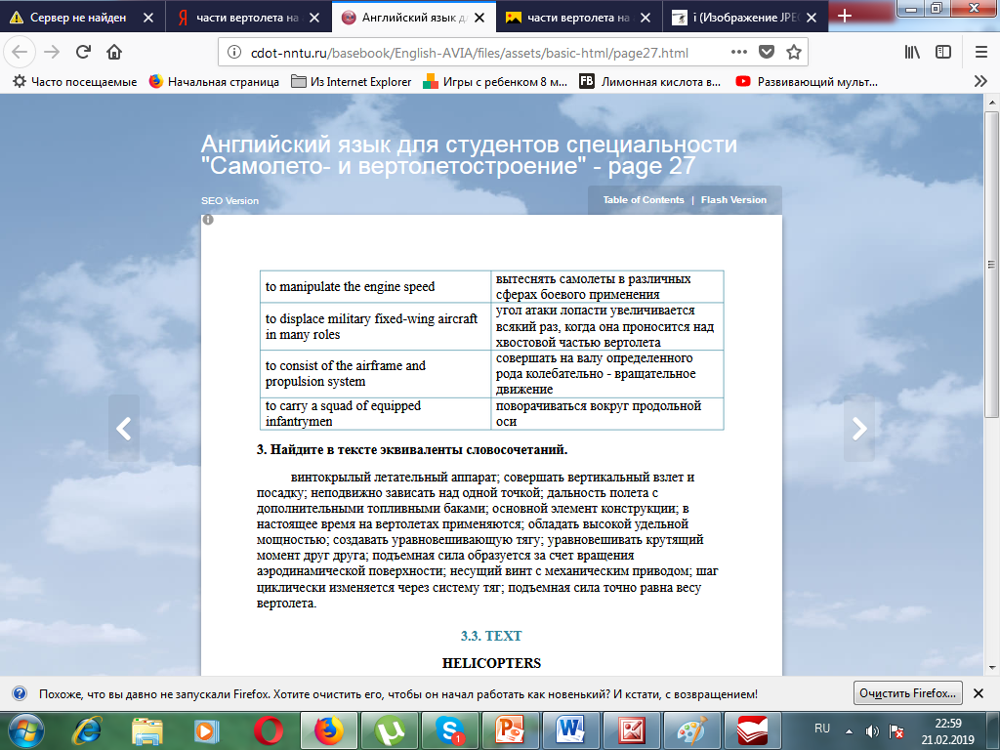 Сервер не найден
части вертолета на
Английский язык д
части вертолета на
i (Изображение JPE
cdot-nntu.ru/basebook/English-AVIA/files/assets/basic-html/page27.html
Часто посещаемые
Начальная страница
Из Internet Explorer
Игры с ребенком 8 м...
FB
Лимонная кислота в...
Развивающий мульт...
Английский язык для студентов специальности
"Самолето- и вертолетостроение" - page 27
SEO Version
Table of Contents | Flash Version
to manipulate the engine speed
вытеснять самолеты в различных
сферах боевого применения
to displace military fixed-wing aircraft
in many roles
угол атаки лопасти увеличивается
всякий раз, когда она проносится над
хвостовой частью вертолета
to consist of the airframe and
propulsion system
совершать на валу определенного
рода колебательно - вращательное
движение
to carry a squad of equipped
infantrymen
поворачиваться вокруг продольной
оси
3. Найдите в тексте эквиваленты словосочетаний.
винтокрылый летательный аппарат; совершать вертикальный взлет и
посадку; неподвижно зависать над одной точкой; дальность полета с
дополнительными топливными баками; основной элемент конструкции; в
настоящее время на вертолетах применяются; обладать высокой удельной
мощностью; создавать уравновешивающую тягу; уравновешивать крутящий
момент друг друга; подъемная сила образуется за счет вращения
аэродинамической поверхности; несущий винт с механическим приводом; шаг
циклически изменяется через систему тяг; подъемная сила точно равна весу
вертолета.
3.3. TEXT
HELICOPTERS
Похоже, что вы давно не запускали Firefox. Хотите очистить его, чтобы он начал работать как новенький? И кстати, с возвращением!
Очистить Firefox...
RU
22:59
21.02.2019